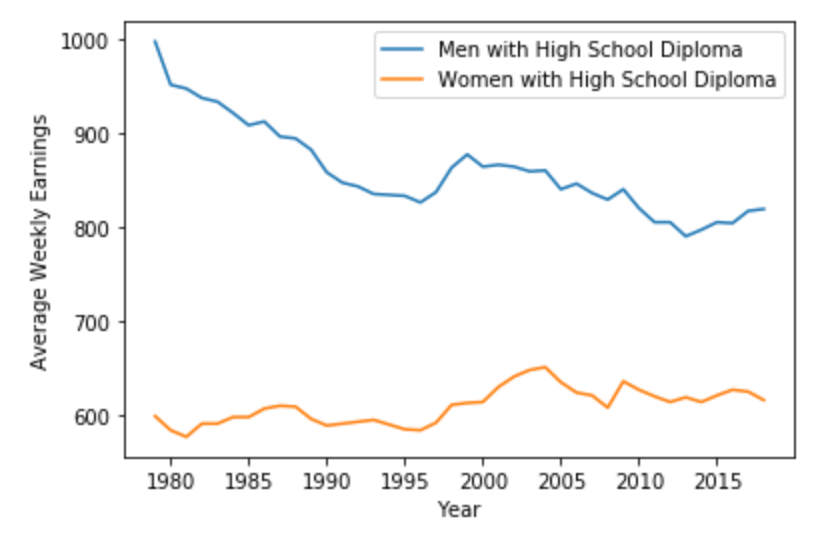 Men with High School Diploma
Women with High School Diploma
1000
900
800
700
600
Average Weekly Earnings
1980 1985 1990 1995 2000 2005 2010 2015
Year